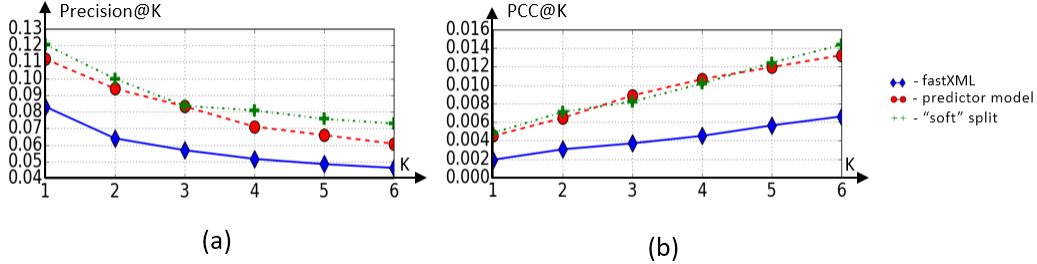 Precision@K
0.13
0.12
0.11
0.10
0.09
0.08
0.07
0.06
0.05
0.04
K
1 2 3 4 5 6
(a)
PCC@K
0.016
0.014
0.012
0.010
0.008
0.006
0.004
0.002
0.000
K
1 2 3 4 5 6
(b)
- fastXML
- predictor model
- “soft” split